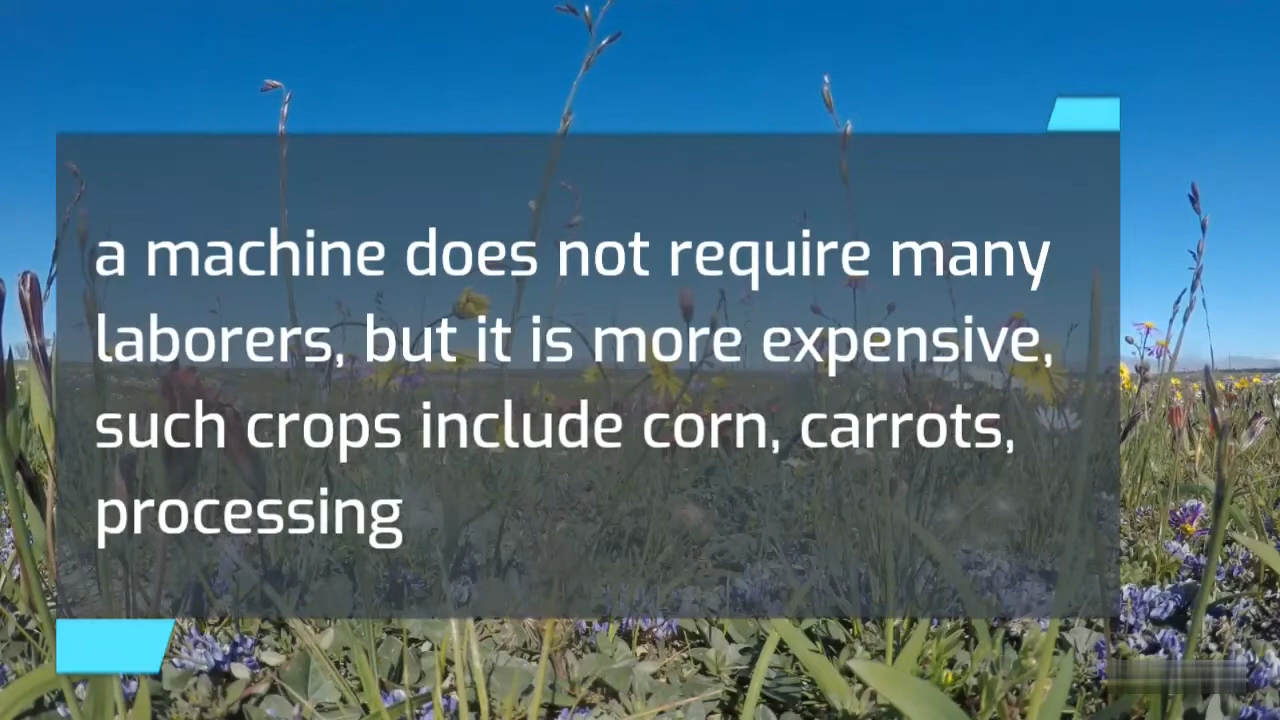 a machine does not require many
laborers, but it is more expensive,
such crops include corn, carrots,
processing